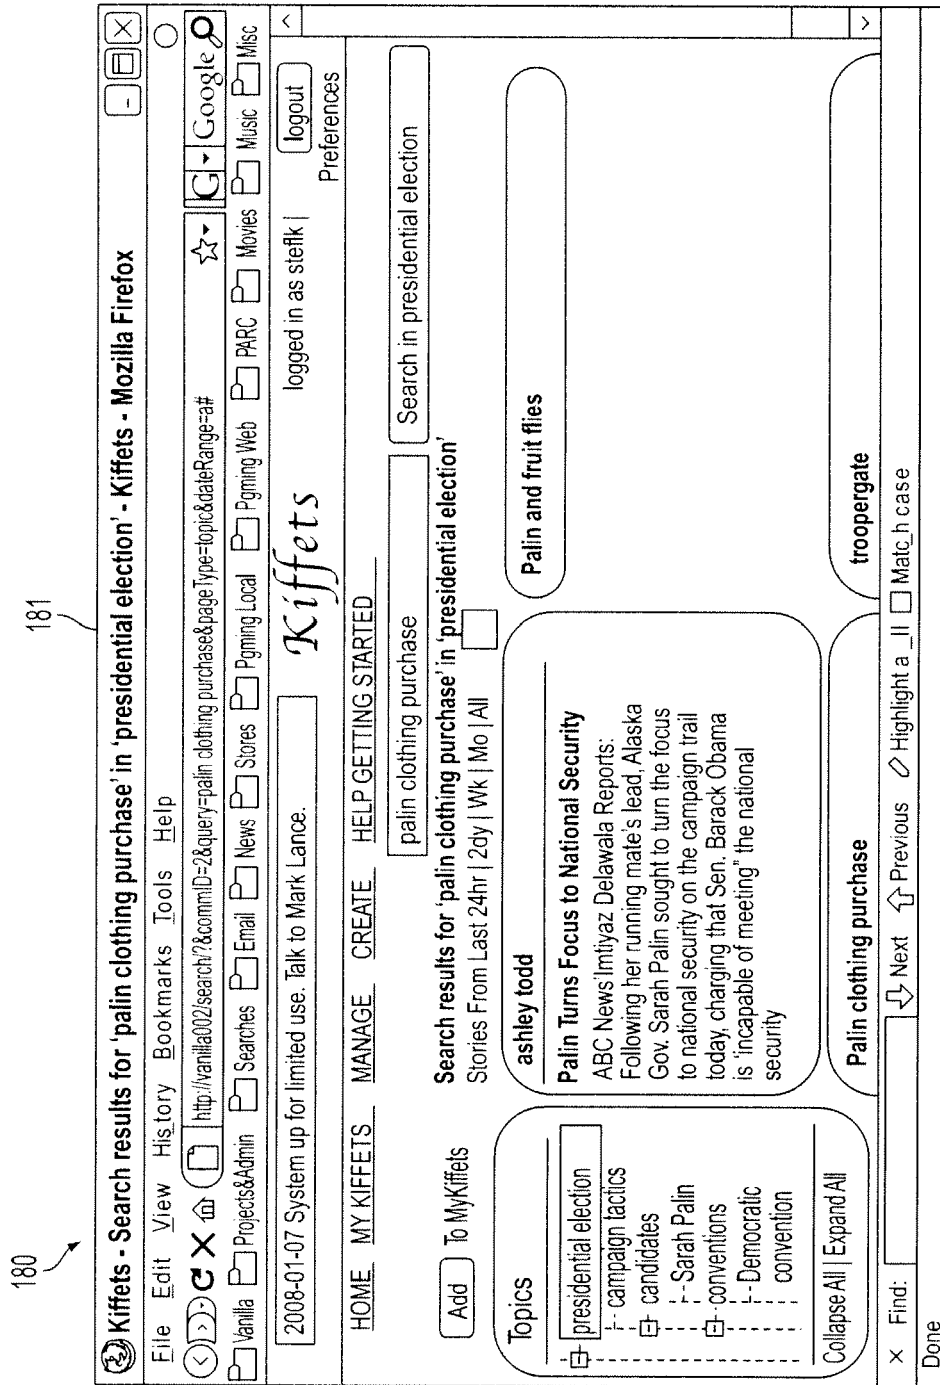 180
181
Kiffets - Search results for 'palin clothing purchase' in 'presidential election' - Kiffets - Mozilla Firefox
File Edit View History Bookmarks Tools Help
http://vanilla002/search/?&commID=2&query=palin clothing purchase&pageType=topic&dateRange=a#
G Google
Vanilla Projects&Admin Searches Email News Stores Pgming Local Pgming Web PARC Movies Music Misc
2008-01-07 System up for limited use. Talk to Mark Lance.
Kiffets
logged in as stefik | logout
Preferences
HOME MY KIFFETS MANAGE CREATE HELP GETTING STARTED
palin clothing purchase
Search in presidential election
Add To MyKiffets
Search results for 'palin clothing purchase' in 'presidential election'
Stories From Last 24hr | 2dy | Wk | Mo | All
Topics
presidential election
campaign tactics
candidates
Sarah Palin
conventions
Democratic
convention
Collapse All | Expand All
ashley todd
Palin Turns Focus to National Security
ABC News' Imtiyaz Delawala Reports:
Following her running mate's lead, Alaska
Gov. Sarah Palin sought to turn the focus
to national security on the campaign trail
today, charging that Sen. Barack Obama
is "incapable of meeting" the national
security
Palin and fruit flies
Palin clothing purchase
troopergate
× Find: Next Previous Highlight a_ll Matc_h case
Done